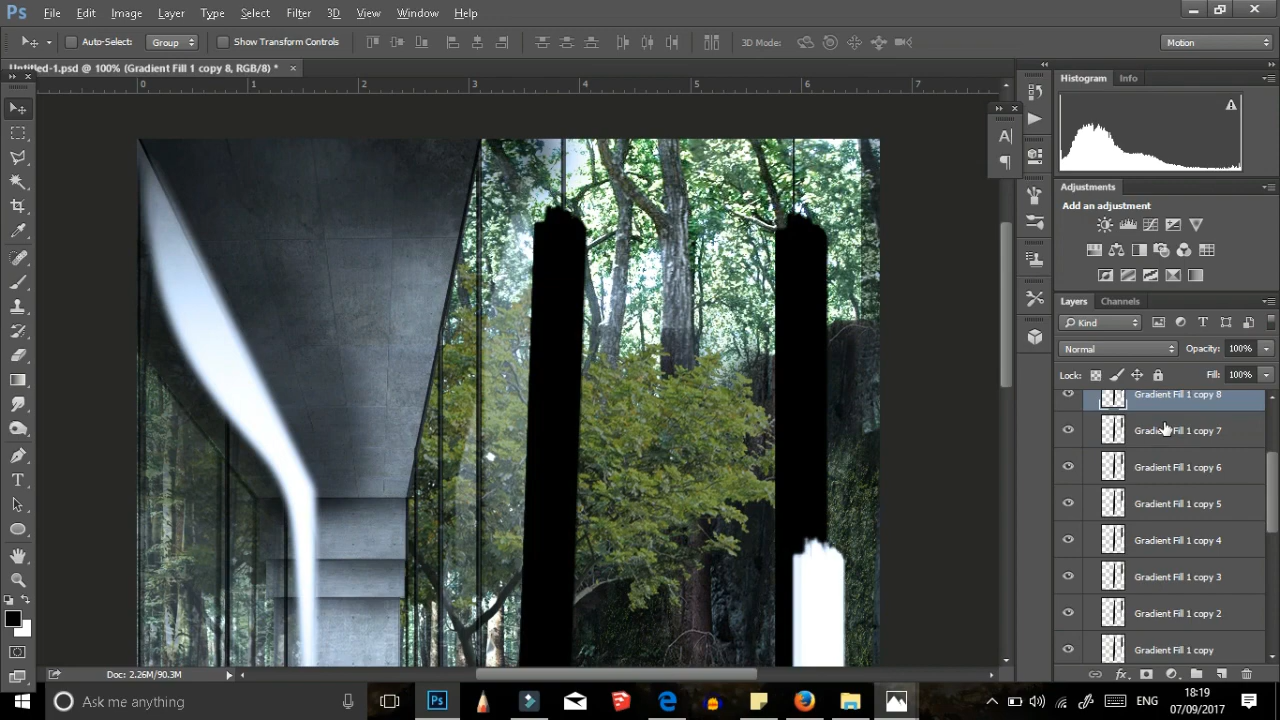 Ps File Edit Image Layer Type Select Filter 3D View Window Help
Auto-Select: Group Show Transform Controls 3D Mode: Motion
Untitled-1.psd @ 100% (Gradient Fill 1 copy 8, RGB/8) * ×
0 1 2 3 4 5 6 7
Histogram Info
Adjustments
Add an adjustment
Layers Channels
Kind
Normal Opacity: 100%
Lock: Fill: 100%
Gradient Fill 1 copy 8
Gradient Fill 1 copy 7
Gradient Fill 1 copy 6
Gradient Fill 1 copy 5
Gradient Fill 1 copy 4
Gradient Fill 1 copy 3
Gradient Fill 1 copy 2
Gradient Fill 1 copy
100% Doc: 2.26M/90.3M
Ask me anything
ENG
18:19
07/09/2017